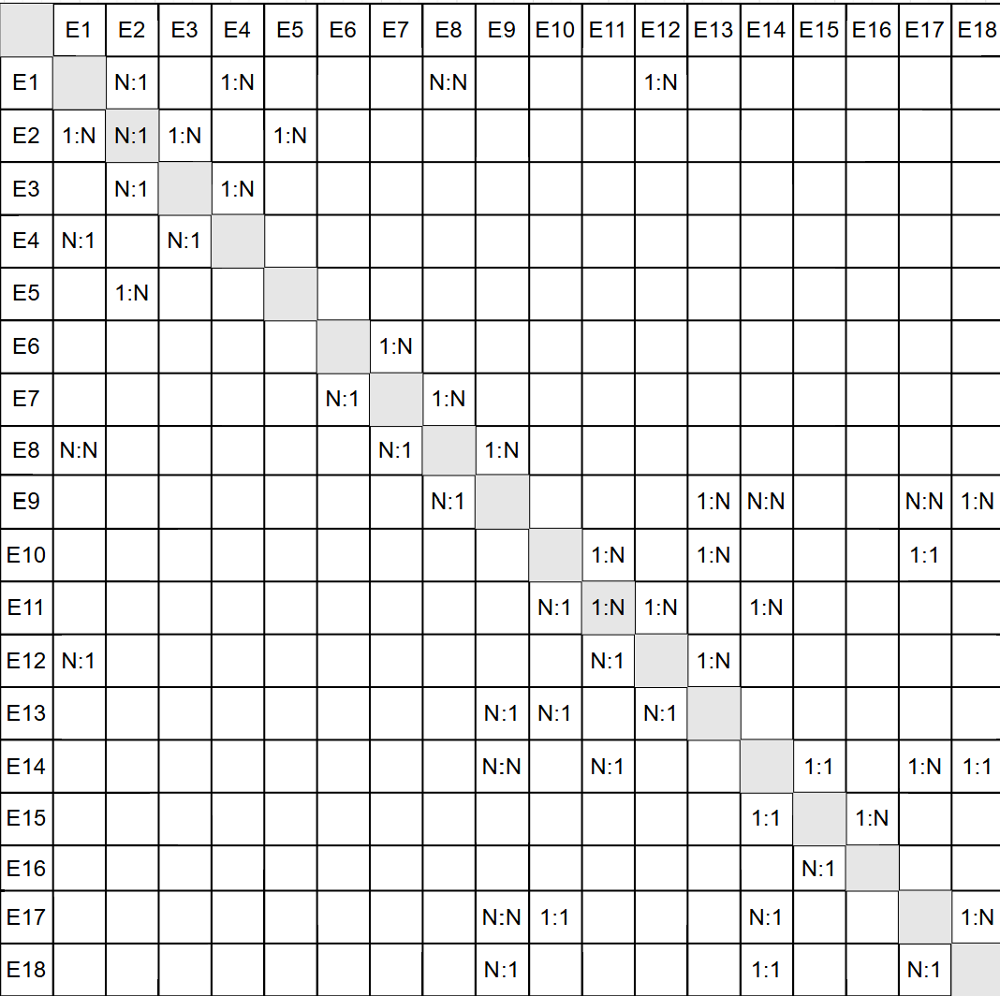 E1 E2 E3 E4 E5 E6 E7 E8 E9 E10 E11 E12 E13 E14 E15 E16 E17 E18
E1 N:1 1:N N:N 1:N
E2 1:N N:1 1:N 1:N
E3 N:1 1:N
E4 N:1 N:1
E5 1:N
E6 1:N
E7 N:1 1:N
E8 N:N N:1 1:N
E9 N:1 1:N N:N N:N 1:N
E10 1:N 1:N 1:1
E11 N:1 1:N 1:N 1:N
E12 N:1 N:1 1:N
E13 N:1 N:1 N:1
E14 N:N N:1 1:1 1:N 1:1
E15 1:1 1:N
E16 N:1
E17 N:N 1:1 N:1 1:N
E18 N:1 1:1 N:1